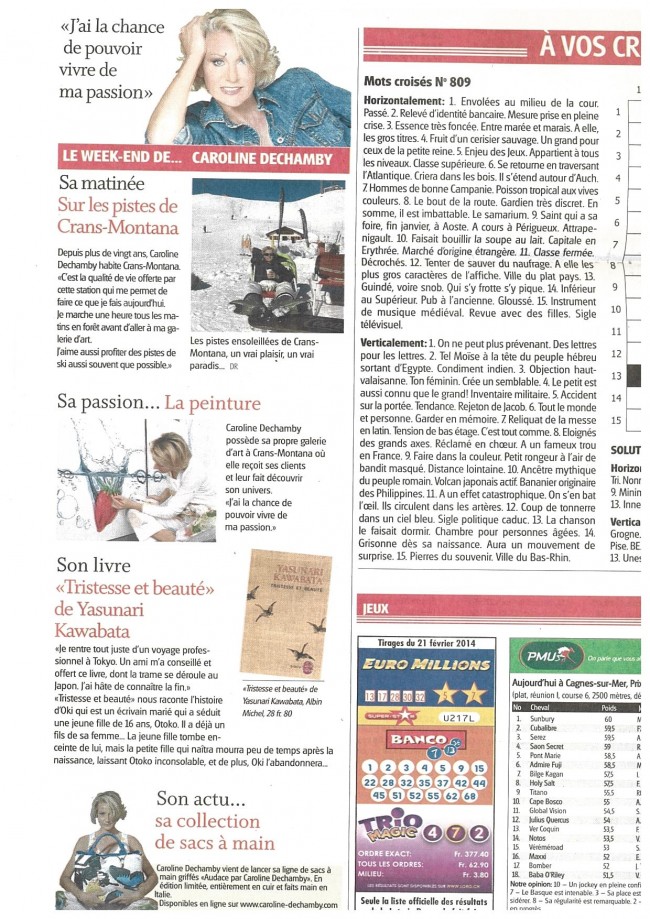 «J'ai la chance
de pouvoir
vivre de
ma passion»
LE WEEK-END DE... CAROLINE DECHAMBY
Sa matinée
Sur les pistes de
Crans-Montana
Depuis plus de vingt ans, Caroline
Dechamby habite Crans-Montana.
«C'est la qualité de vie offerte par
cette station qui me permet de
faire ce que je fais aujourd'hui.
Je marche une heure tous les ma-
tins en forêt avant d'aller à ma ga-
lerie d'art.
J'aime aussi profiter des pistes de
ski aussi souvent que possible.»
Les pistes ensoleillées de Crans-
Montana, un vrai plaisir, un vrai
paradis... DR
Sa passion... La peinture
Caroline Dechamby
possède sa propre galerie
d'art à Crans-Montana où
elle reçoit ses clients
et leur fait découvrir
son univers.
«J'ai la chance de
pouvoir vivre de
ma passion.»
Son livre
«Tristesse et beauté»
de Yasunari
Kawabata
YASUNARI
KAWABATA
TRISTESSE ET BEAUTÉ
«Je rentre tout juste d'un voyage profes-
sionnel à Tokyo. Un ami m'a conseillé et
offert ce livre, dont la trame se déroule au
Japon. J'ai hâte de connaître la fin.»
«Tristesse et beauté» nous raconte l'histoire
d'Oki qui est un écrivain marié qui a séduit
une jeune fille de 16 ans, Otoko. Il a déjà un
fils de sa femme... La jeune fille tombe en-
ceinte de lui, mais la petite fille qui naîtra mourra peu de temps après la
naissance, laissant Otoko inconsolable, et de plus, Oki l'abandonnera...
«Tristesse et beauté» de
Yasunari Kawabata, Albin
Michel, 28 fr. 80
Son actu...
sa collection
de sacs à main
Caroline Dechamby vient de lancer sa ligne de sacs à
main griffés «Audace par Caroline Dechamby». En
édition limitée, entièrement en cuir et faits main en
Italie.
Disponibles en ligne sur www.caroline-dechamby.com
À VOS CR
Mots croisés N° 809
Horizontalement: 1. Envolées au milieu de la cour.
Passé. 2. Relevé d'identité bancaire. Mesure prise en pleine
crise. 3. Essence très foncée. Entre marée et marais. A elle,
les gros titres. 4. Fruit d'un cerisier sauvage. Un grand pour
ceux de la petite reine. 5. Enjeu des Jeux. Appartient à tous
les niveaux. Classe supérieure. 6. Se retourne en traversant
l'Atlantique. Criera dans les bois. Il s'étend autour d'Auch.
7 Hommes de bonne Campanie. Poisson tropical aux vives
couleurs. 8. Le bout de la route. Gardien très discret. En
somme, il est imbattable. Le samarium. 9. Saint qui a sa
foire, fin janvier, à Aoste. A cours à Périgueux. Attrape-
nigault. 10. Faisait bouillir la soupe au lait. Capitale en
Erythrée. Marché d'origine étrangère. 11. Classe fermée.
Décrochés. 12. Tenter de sauver du naufrage. A elle les
plus gros caractères de l'affiche. Ville du plat pays. 13.
Guindé, voire snob. Qui s'y frotte s'y pique. 14. Inférieur
au Supérieur. Pub à l'ancienne. Gloussé. 15. Instrument
de musique médiéval. Revue avec des filles. Sigle
télévisuel.
Verticalement: 1. On ne peut plus prévenant. Des lettres
pour les lettres. 2. Tel Moïse à la tête du peuple hébreu
sortant d'Egypte. Condiment indien. 3. Objection haut-
valaisanne. Ton féminin. Crée un semblable. 4. Le petit est
aussi connu que le grand! Inventaire militaire. 5. Accident
sur la portée. Tendance. Rejeton de Jacob. 6. Tout le monde
et personne. Garder en mémoire. 7. Reliquat de la messe
en latin. Tension de bas étage. C'est tout comme. 8. Eloignés
des grands axes. Réclamé en chœur. A un fameux trou
en France. 9. Faire dans la couleur. Petit rongeur à l'air de
bandit masqué. Distance lointaine. 10. Ancêtre mythique
du peuple romain. Volcan japonais actif. Bananier originaire
des Philippines. 11. A un effet catastrophique. On s'en bat
l'œil. Ils circulent dans les artères. 12. Coup de tonnerre
dans un ciel bleu. Sigle politique caduc. 13. La chanson
le faisait dormir. Chambre pour personnes âgées. 14.
Grisonne dès sa naissance. Aura un mouvement de
surprise. 15. Pierres du souvenir. Ville du Bas-Rhin.
1
1
2
3
4
5
6
7
8
9
10
11
12
13
14
15
SOLUT
Horizo
Tri. Nonr
9. Minin
13. Inner
Vertica
Grogne.
Pise. BE.
13. Unes
JEUX
Tirages du 21 février 2014
EURO MILLIONS
13 17 28 30 32 5 7
SUPER-STAR
U217L
BANCO
7 13
1 2 4 7 8 13 15
22 28 32 38 39 40 42
45 51 52 55 62 68
TRIO
MAGIC 4 7 2
ORDRE EXACT: Fr. 377.40
TOUS LES ORDRES: Fr. 62.90
MILIEU: Fr. 3.80
Seule la liste officielle des résultats
PMU
On parie que vous a
Aujourd'hui à Cagnes-sur-Mer, Prix
(plat, réunion I, course 6, 2500 mètres, dé
No Cheval Poids
1. Sunbury 60
2. Cubalibre 59,5
3. Serez 59,5
4. Saon Secret 59
5. Pont Marie 58,5
6. Admire Fuji 58,5
7 Bilge Kagan 57,5
8. Holy Salt 57,5
9 Titano 55,5
10. Cape Bosco 55
11. Global Vision 54,5
12. Julius Quercus 54
13. Ver Coquin 53,5
14. Notos 53,5
15. Véréméroad 53
16. Maxxi 52
17 Bomber 52
18. Baba O'Riley 51,5
Notre opinion: 10 – Un jockey en pleine confi
7 – Le Basque est intenable. 3 – Sa place est
sidérer. 8 – Sa régularité est remarquable. 2